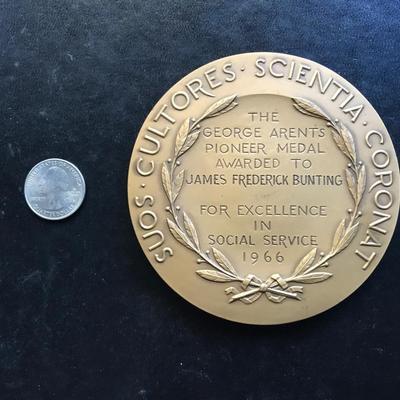 SUOS · CULTORES · SCIENTIA · CORONAT
THE
GEORGE ARENTS
PIONEER MEDAL
AWARDED TO
JAMES FREDERICK BUNTING
FOR EXCELLENCE
IN
SOCIAL SERVICE
1966